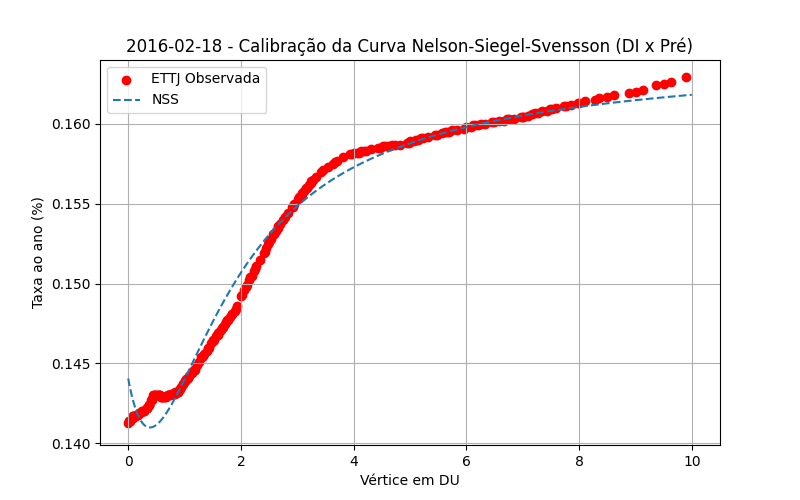 2016-02-18 - Calibração da Curva Nelson-Siegel-Svensson (DI x Pré)
ETTJ Observada
NSS
0.160
0.155
0.150
0.145
0.140
Taxa ao ano (%)
0
2
4
6
8
10
Vértice em DU